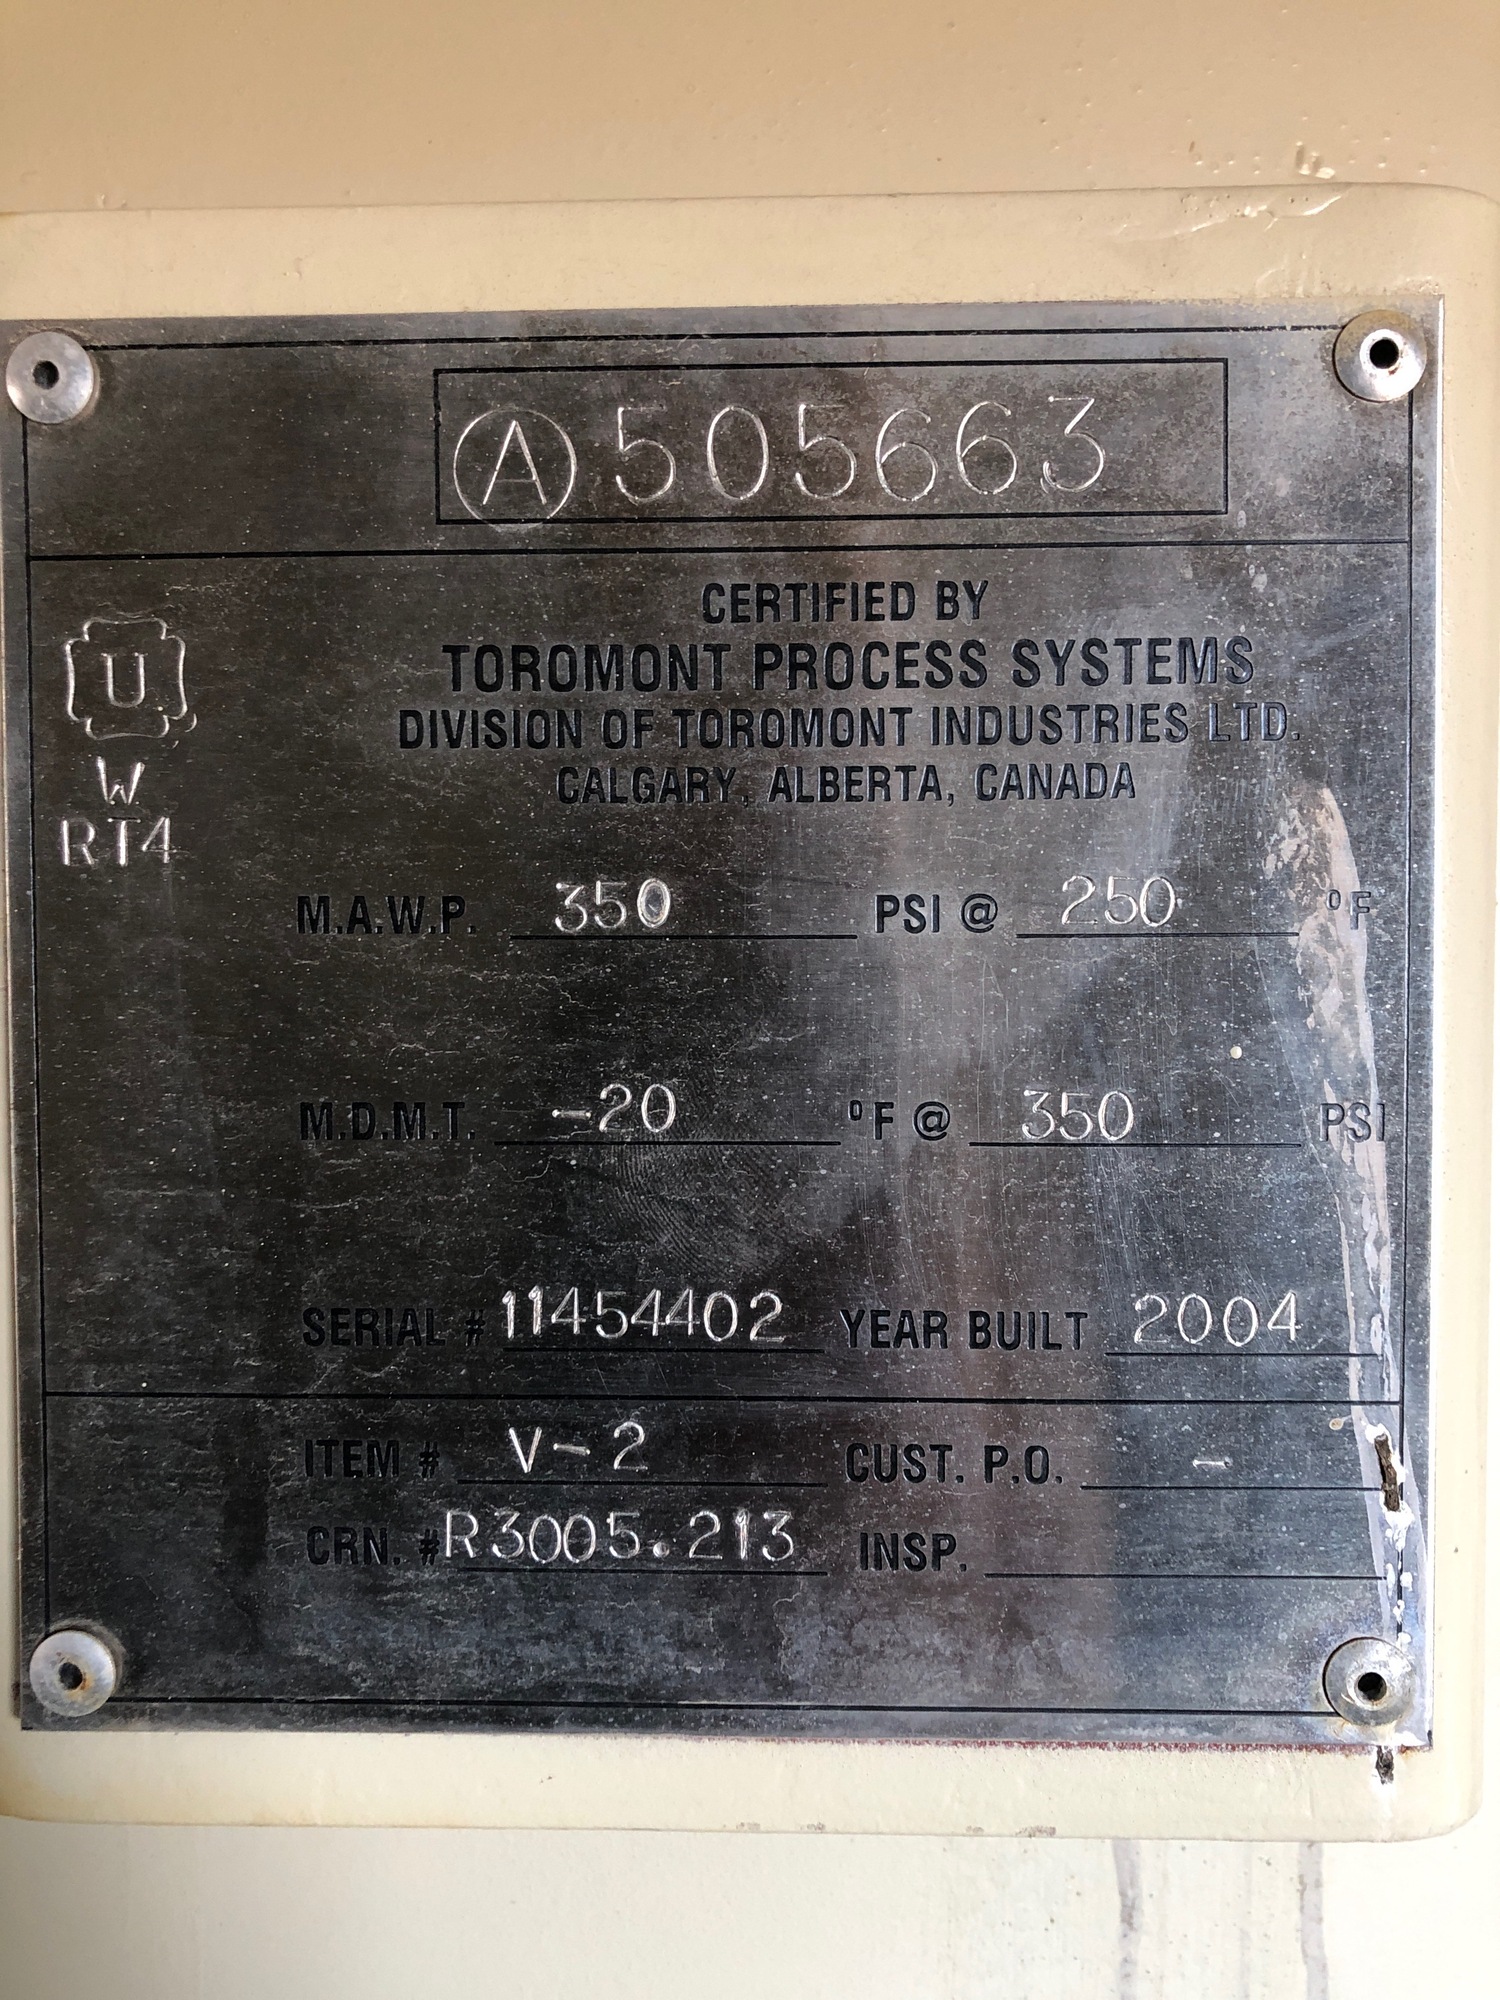 Ⓐ 505663
CERTIFIED BY
TOROMONT PROCESS SYSTEMS
DIVISION OF TOROMONT INDUSTRIES LTD.
CALGARY, ALBERTA, CANADA
U
W
RT4
M.A.W.P. 350 PSI @ 250 °F
M.D.M.T. -20 °F @ 350 PSI
SERIAL # 11454402 YEAR BUILT 2004
ITEM # V-2 CUST. P.O. -
CRN. # R3005.213 INSP.